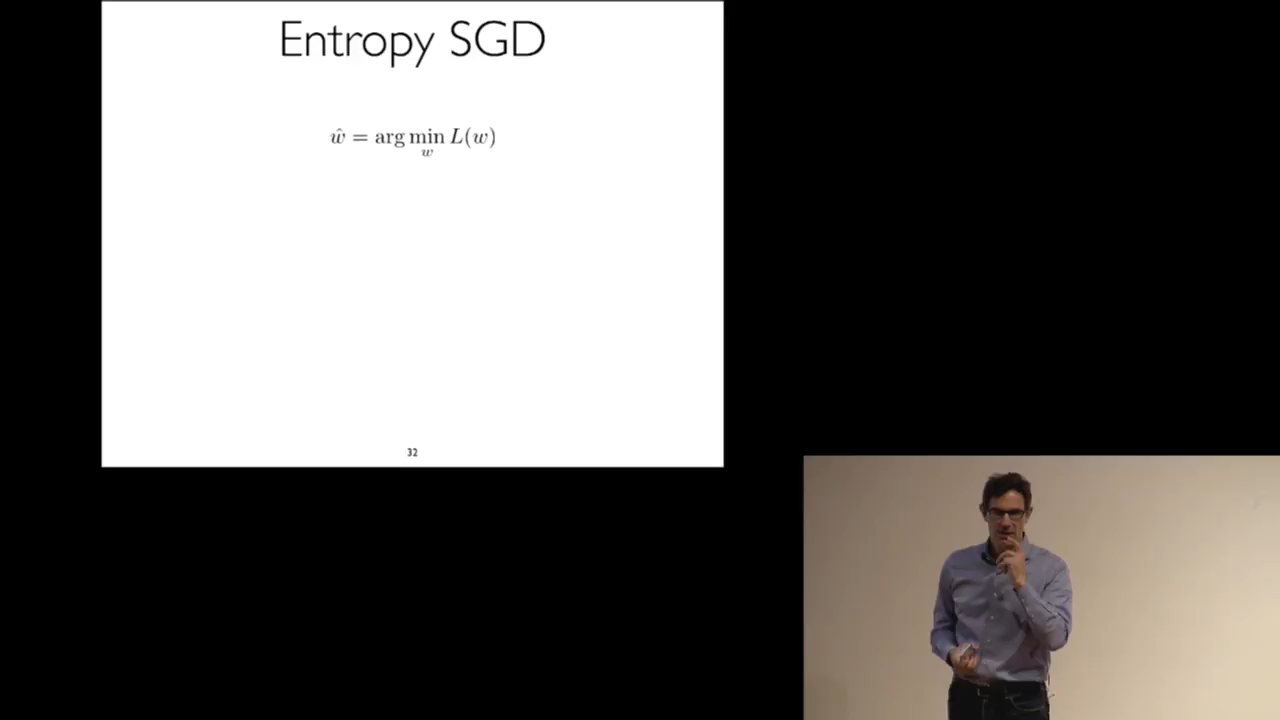 Entropy SGD
ŵ = arg min_w L(w)
32